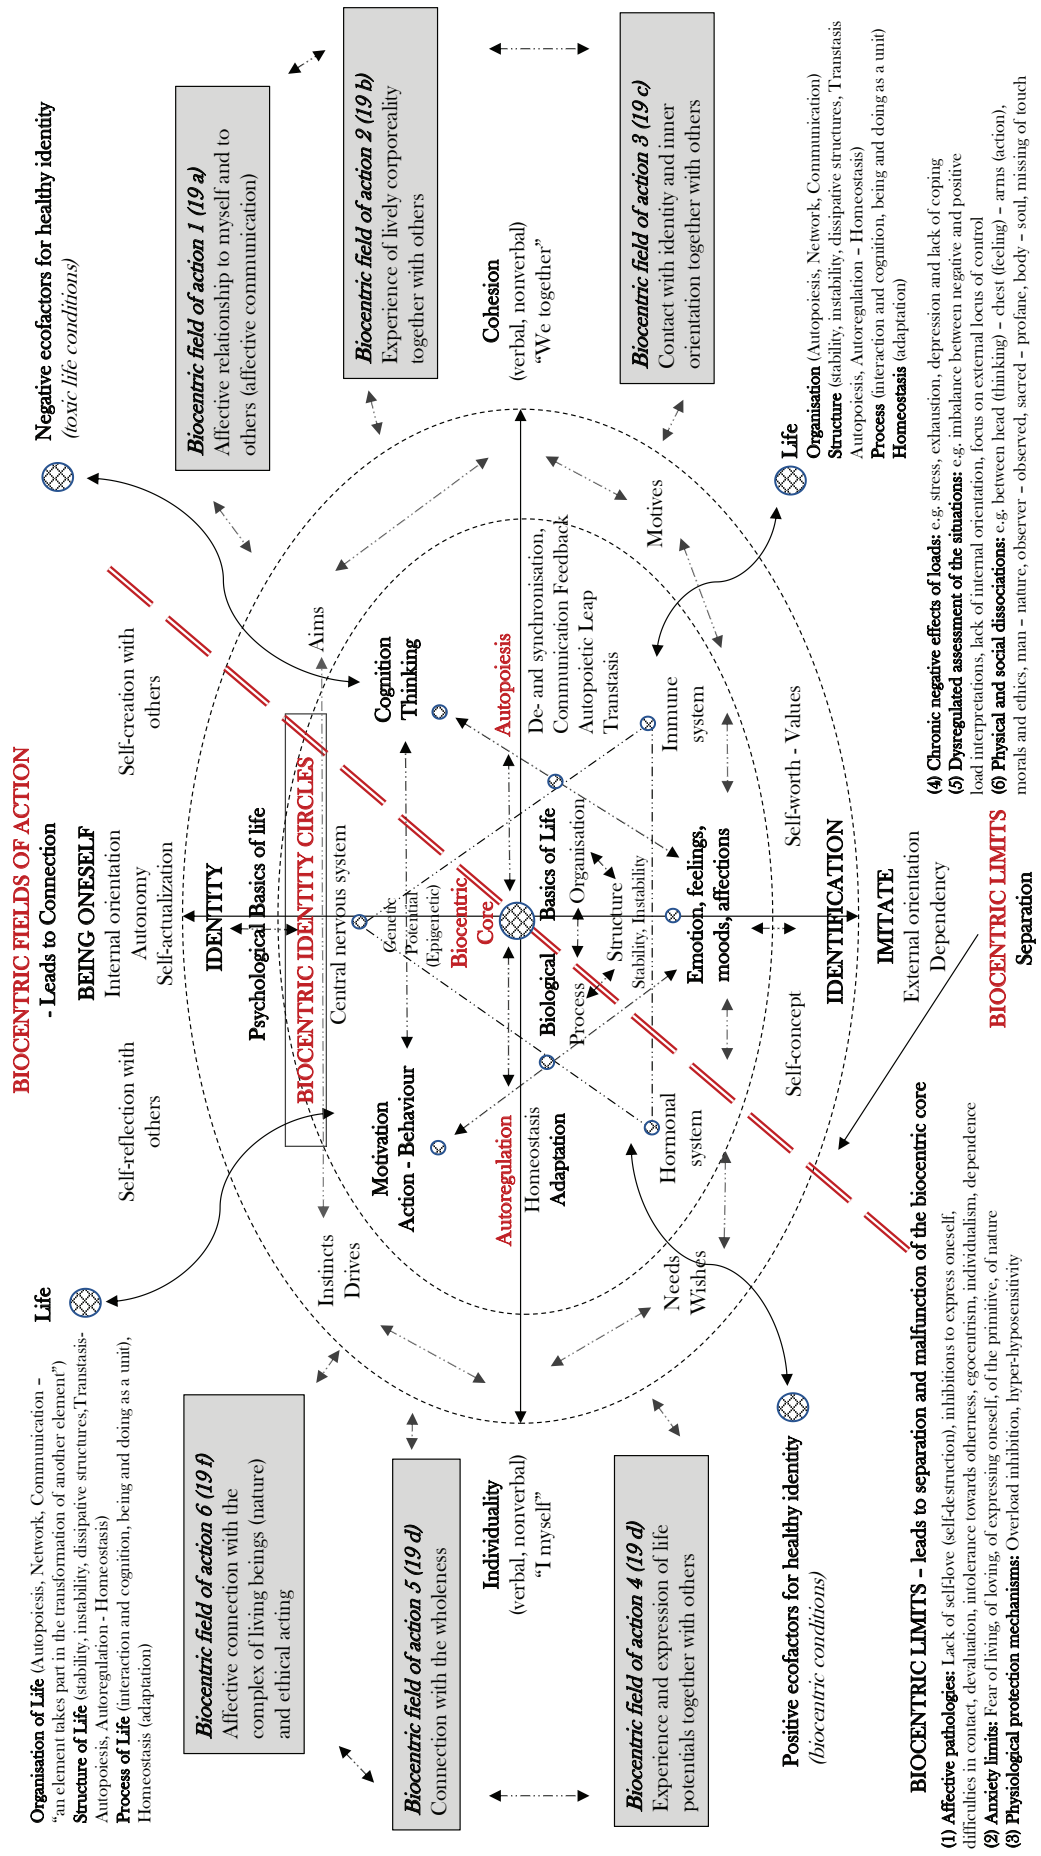 BIOCENTRIC FIELDS OF ACTION
- Leads to Connection
BEING ONESELF
Internal orientation
Autonomy
Self-actualization
Self-reflection with
others
Self-creation with
others
Life
Organisation of Life (Autopoiesis, Network, Communication –
“an element takes part in the transformation of another element”)
Structure of Life (stability, instability, dissipative structures,Transtasis-
Autopoiesis, Autoregulation - Homeostasis)
Process of Life (interaction and cognition, being and doing as a unit),
Homeostasis (adaptation)
Negative ecofactors for healthy identity
(toxic life conditions)
Biocentric field of action 6 (19 f)
Affective connection with the
complex of living beings (nature)
and ethical acting
Biocentric field of action 1 (19 a)
Affective relationship to myself and to
others (affective communication)
IDENTITY
Psychological Basics of life
BIOCENTRIC IDENTITY CIRCLES
Central nervous system
Instincts
Drives
Aims
Biocentric field of action 5 (19 d)
Connection with the wholeness
Biocentric field of action 2 (19 b)
Experience of lively corporeality
together with others
Motivation
Action - Behaviour
Genetic
Potential
(Epigenetic)
Cognition
Thinking
Biocentric
Core
Individuality
(verbal, nonverbal)
“I myself”
Autoregulation
Homeostasis
Adaptation
Autopoiesis
De- and synchronisation,
Communication Feedback
Autopoietic Leap
Transtasis
Cohesion
(verbal, nonverbal)
“We together”
Biological Basics of Life
Process
Organisation
Structure
Stability, Instability
Biocentric field of action 4 (19 d)
Experience and expression of life
potentials together with others
Biocentric field of action 3 (19 c)
Contact with identity and inner
orientation together with others
Hormonal
system
Immune
system
Motives
Needs
Wishes
Emotion, feelings,
moods, affections
Self-concept
Self-worth - Values
IDENTIFICATION
IMITATE
External orientation
Dependency
Positive ecofactors for healthy identity
(biocentric conditions)
Life
Organisation (Autopoiesis, Network, Communication)
Structure (stability, instability, dissipative structures, Transtasis
Autopoiesis, Autoregulation - Homeostasis)
Process (interaction and cognition, being and doing as a unit)
Homeostasis (adaptation)
BIOCENTRIC LIMITS
Separation
BIOCENTRIC LIMITS – leads to separation and malfunction of the biocentric core
(1) Affective pathologies: Lack of self-love (self-destruction), inhibitions to express oneself,
difficulties in contact, devaluation, intolerance towards otherness, egocentrism, individualism, dependence
(2) Anxiety limits: Fear of living, of loving, of expressing oneself, of the primitive, of nature
(3) Physiological protection mechanisms: Overload inhibition, hyper-hyposensitivity
(4) Chronic negative effects of loads: e.g. stress, exhaustion, depression and lack of coping
(5) Dysregulated assessment of the situations: e.g. imibalance between negative and positive
load interpretations, lack of internal orientation, focus on external locus of control
(6) Physical and social dissociations: e.g. between head (thinking) – chest (feeling) – arms (action),
morals and ethics, man – nature, observer – observed, sacred – profane, body – soul, missing of touch